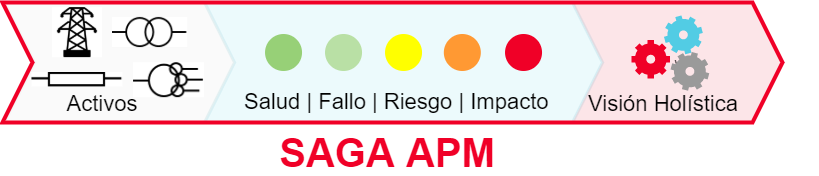 Activos
Salud | Fallo | Riesgo | Impacto
Visión Holística
SAGA APM